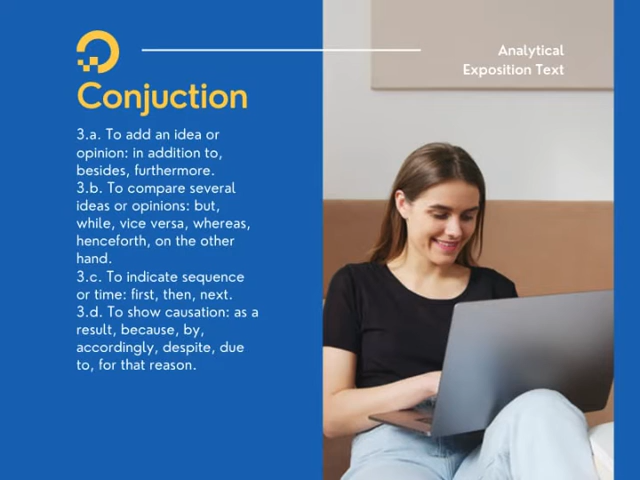 Analytical
Exposition Text
Conjuction
3.a. To add an idea or
opinion: in addition to,
besides, furthermore.
3.b. To compare several
ideas or opinions: but,
while, vice versa, whereas,
henceforth, on the other
hand.
3.c. To indicate sequence
or time: first, then, next.
3.d. To show causation: as a
result, because, by,
accordingly, despite, due
to, for that reason.